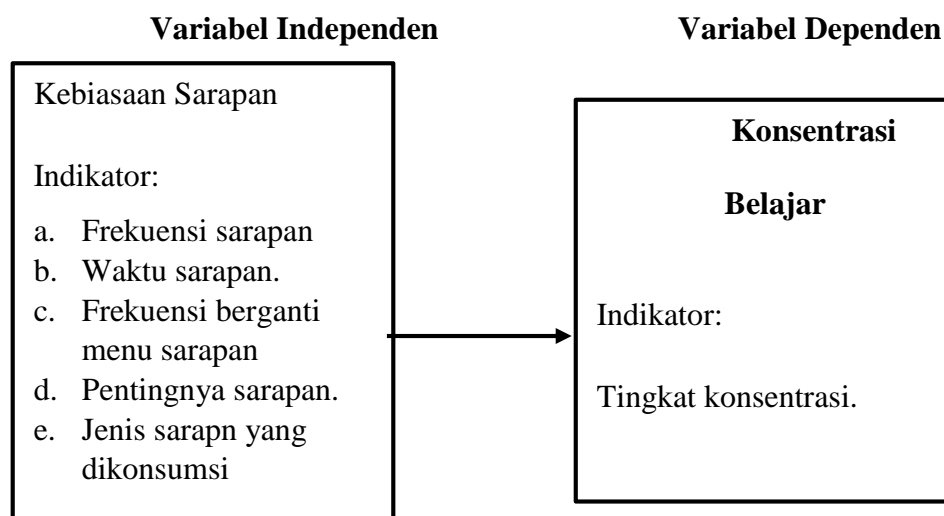 Variabel Independen
Variabel Dependen
Kebiasaan Sarapan
Indikator:
a. Frekuensi sarapan
b. Waktu sarapan.
c. Frekuensi berganti
menu sarapan
d. Pentingnya sarapan.
e. Jenis sarapn yang
dikonsumsi
Konsentrasi
Belajar
Indikator:
Tingkat konsentrasi.